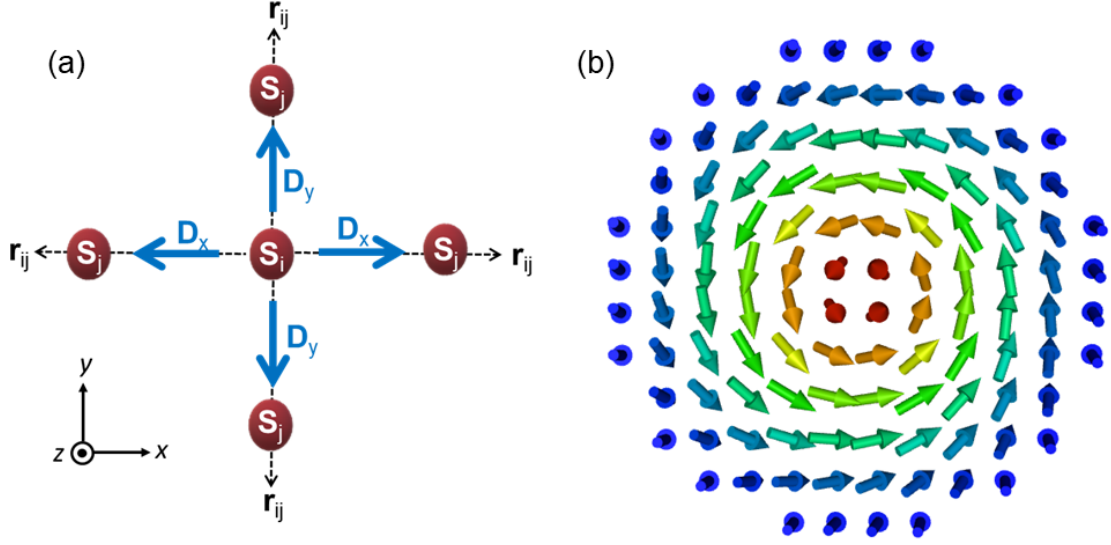 (a)
r_ij
S_j
D_y
r_ij
S_j
D_x
S_i
D_x
S_j
r_ij
D_y
S_j
r_ij
y
z
x
(b)